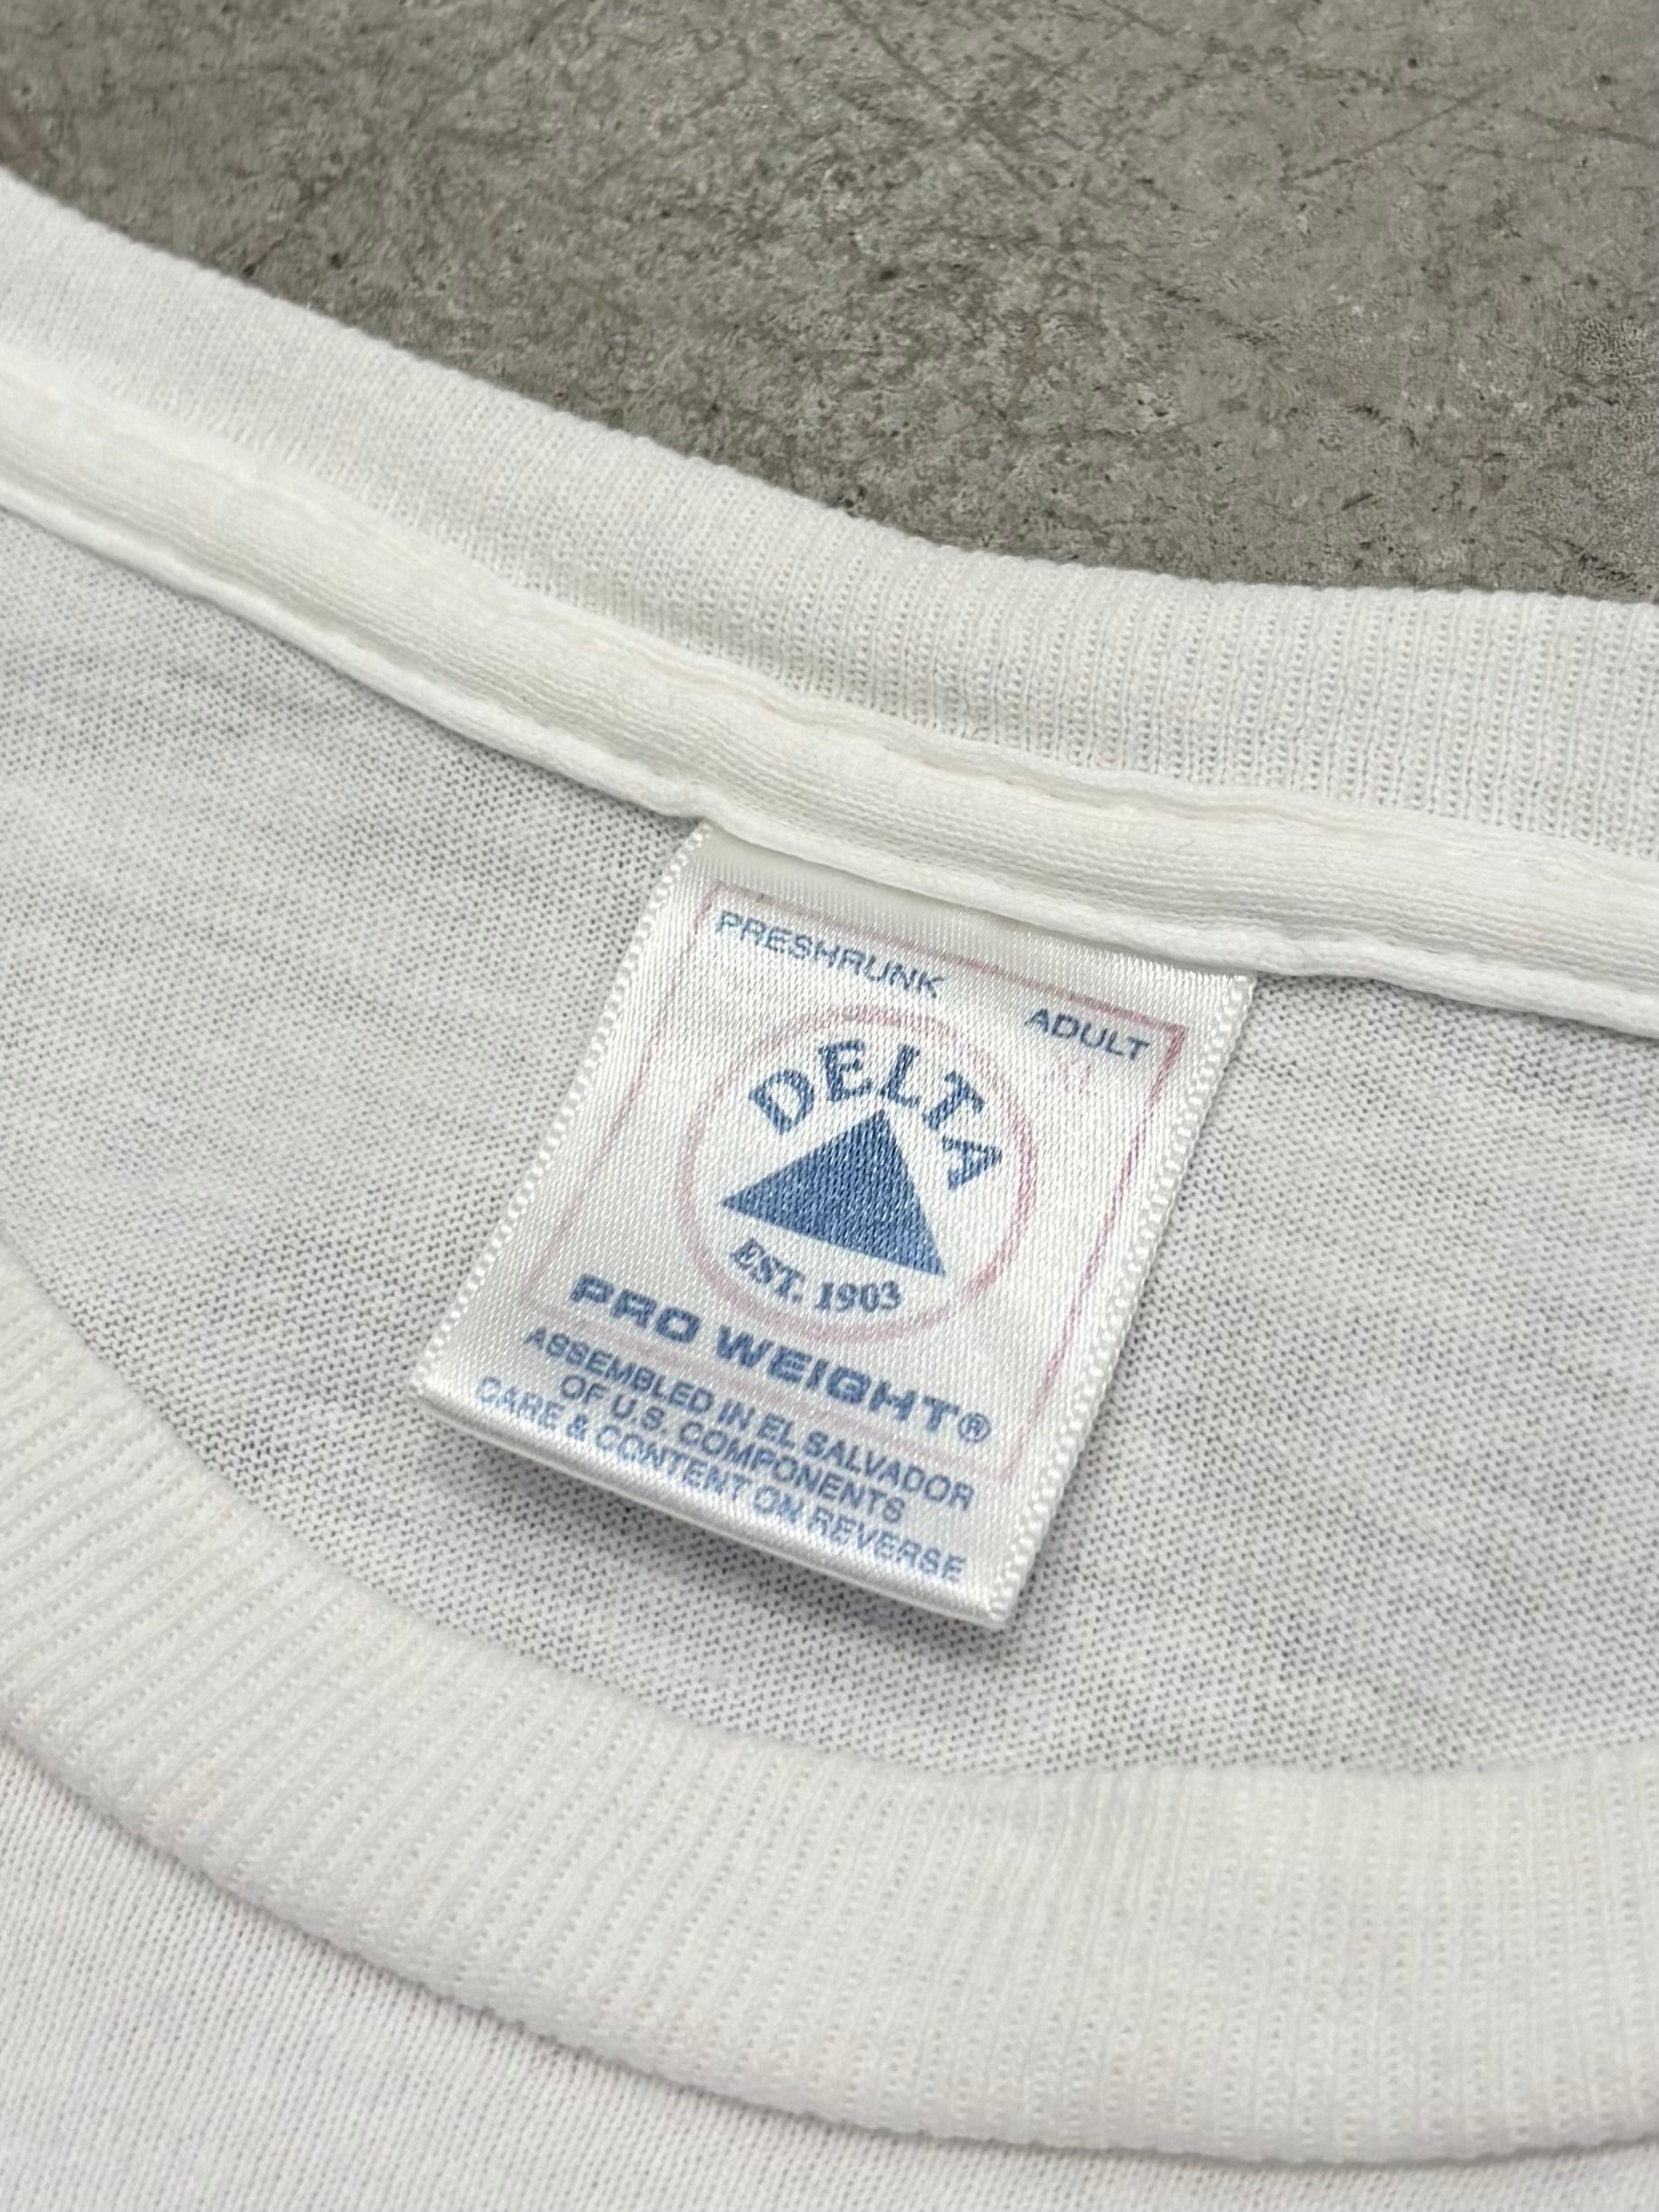 PRESHRUNK
ADULT
DELTA
EST. 1903
PRO WEIGHT®
ASSEMBLED IN EL SALVADOR
OF U.S. COMPONENTS
CARE & CONTENT ON REVERSE